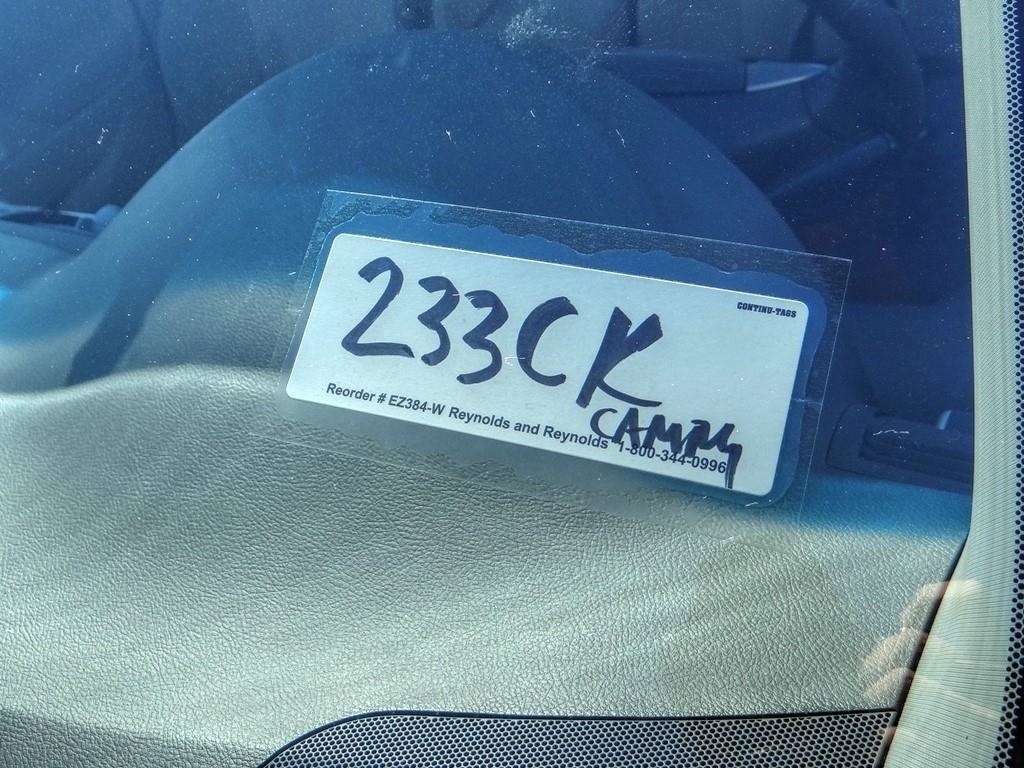 CONTINU-TAGS
233CK
CAMRY
Reorder # EZ384-W Reynolds and Reynolds 1-800-344-0996